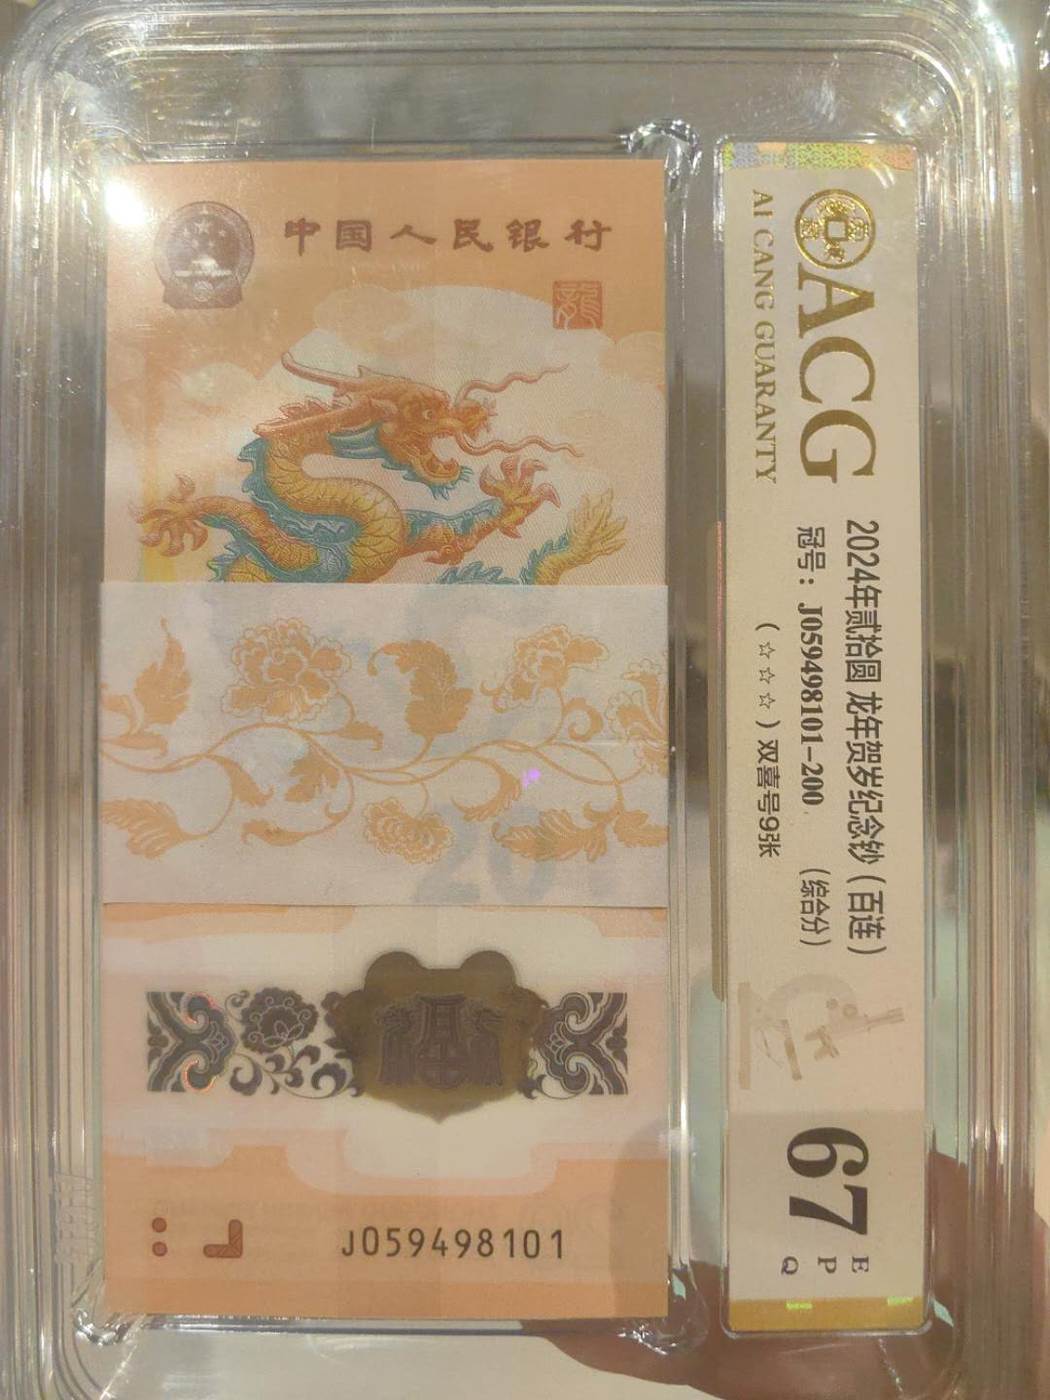 中国人民银行
龍
20
J059498101
ACG
AI CANG GUARANTY
2024年贰拾圆 龙年贺岁纪念钞（百连）
冠号：J059498101-200 （综合分）
（☆☆☆）双喜号9张
67
E
P
Q